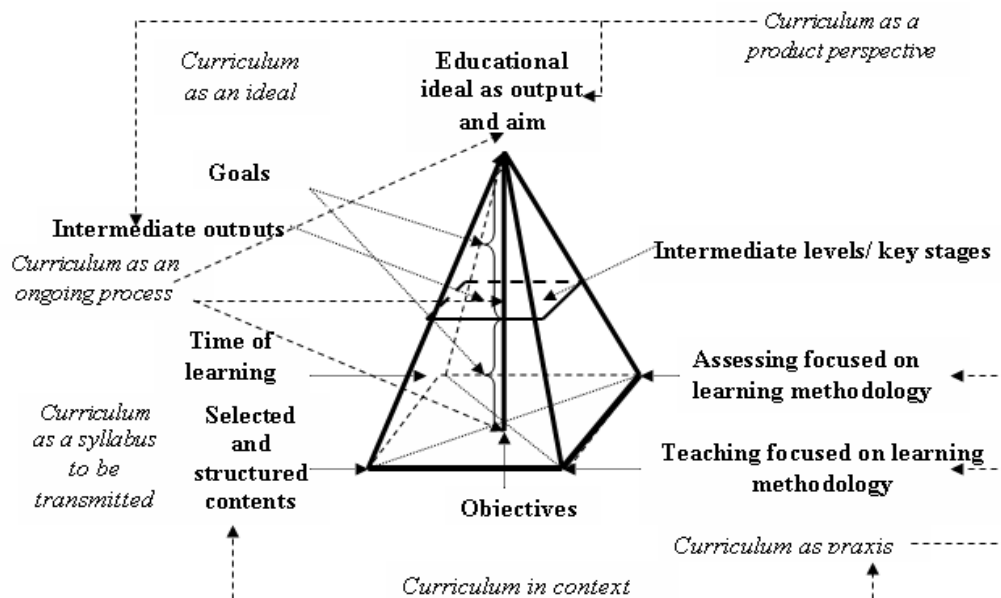 Curriculum as a
product perspective
Curriculum
as an ideal
Educational
ideal as output
and aim
Goals
Intermediate outputs
Curriculum as an
ongoing process
Intermediate levels/ key stages
Time of
learning
Assessing focused on
learning methodology
Curriculum
as a syllabus
to be
transmitted
Selected
and
structured
contents
Teaching focused on learning
methodology
Objectives
Curriculum as praxis
Curriculum in context